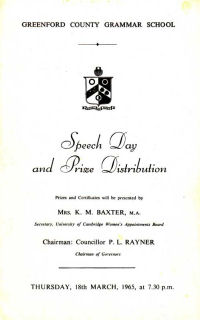 GREENFORD COUNTY GRAMMAR SCHOOL
Speech Day
and Prize Distribution
Prizes and Certificates will be presented by
MRS. K. M. BAXTER, M.A.
Secretary, University of Cambridge Women's Appointments Board
Chairman: Councillor P. L. RAYNER
Chairman of Governors
THURSDAY, 18th MARCH, 1965, at 7.30 p.m.